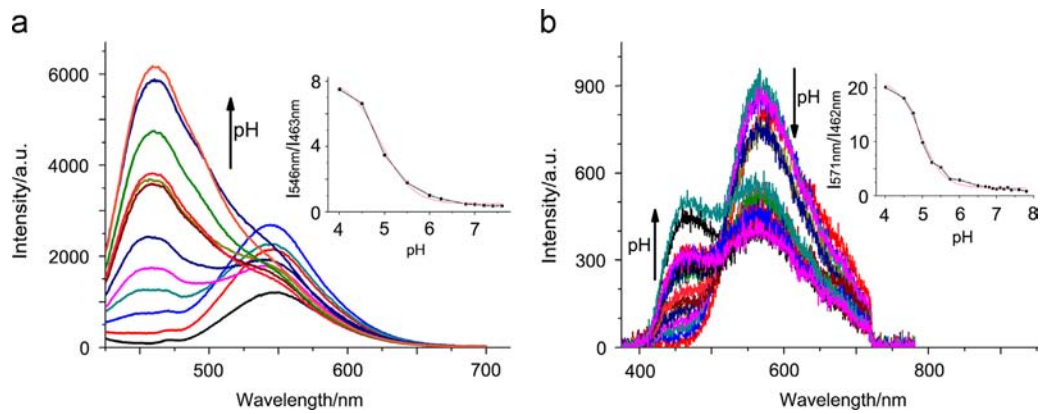 a
Intensity/a.u.
6000
4000
2000
0
500
600
700
Wavelength/nm
pH
I546nm/I463nm
8
4
0
4
5
6
7
pH
b
Intensity/a.u.
900
600
300
0
400
600
800
Wavelength/nm
pH
pH
I571nm/I462nm
20
10
0
4
5
6
7
8
pH